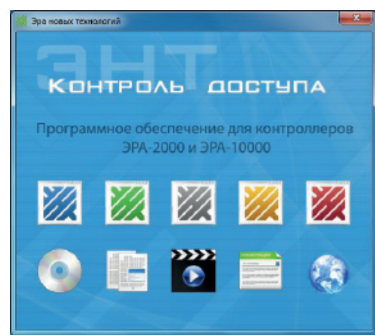 Эра новых технологий
ЭНТ
Контроль доступа
Программное обеспечение для контроллеров
ЭРА-2000 и ЭРА-10000